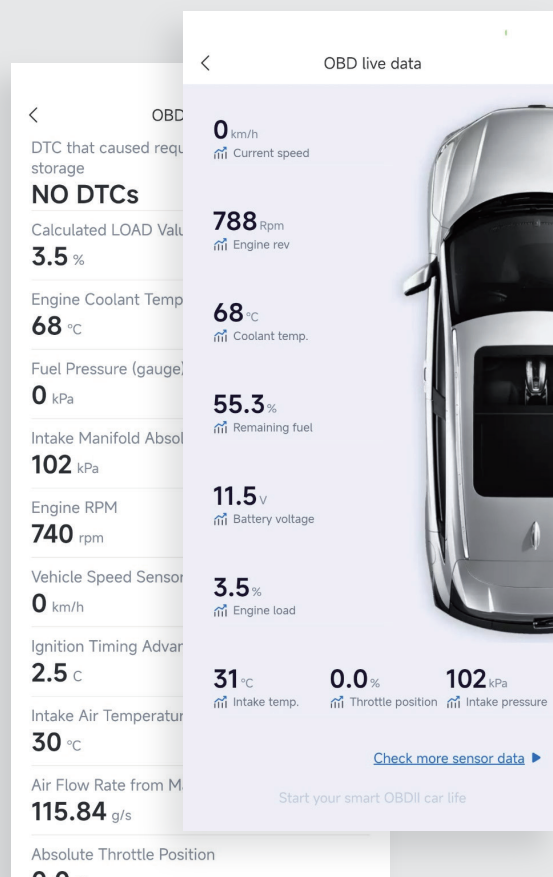 OBD
DTC that caused requ
storage
NO DTCs
Calculated LOAD Valu
3.5 %
Engine Coolant Temp
68 °C
Fuel Pressure (gauge)
0 kPa
Intake Manifold Absol
102 kPa
Engine RPM
740 rpm
Vehicle Speed Sensor
0 km/h
Ignition Timing Advan
2.5 C
Intake Air Temperatur
30 °C
Air Flow Rate from M
115.84 g/s
Absolute Throttle Position
OBD live data
0 km/h
Current speed
788 Rpm
Engine rev
68 °C
Coolant temp.
55.3 %
Remaining fuel
11.5 V
Battery voltage
3.5 %
Engine load
31 °C 0.0 % 102 kPa
Intake temp. Throttle position Intake pressure
Check more sensor data
Start your smart OBDII car life